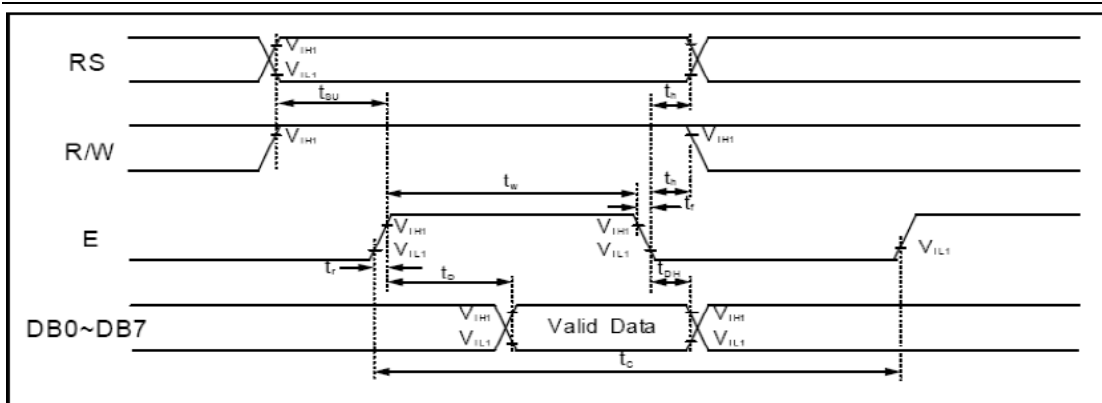 RS
VIH1
VIL1
tSU
th
R/W
VIH1
VIH1
tw
th
tf
E
VIH1
VIL1
VIH1
VIL1
VIL1
tr
tD
tDH
DB0~DB7
VIH1
VIL1
Valid Data
VIH1
VIL1
tC